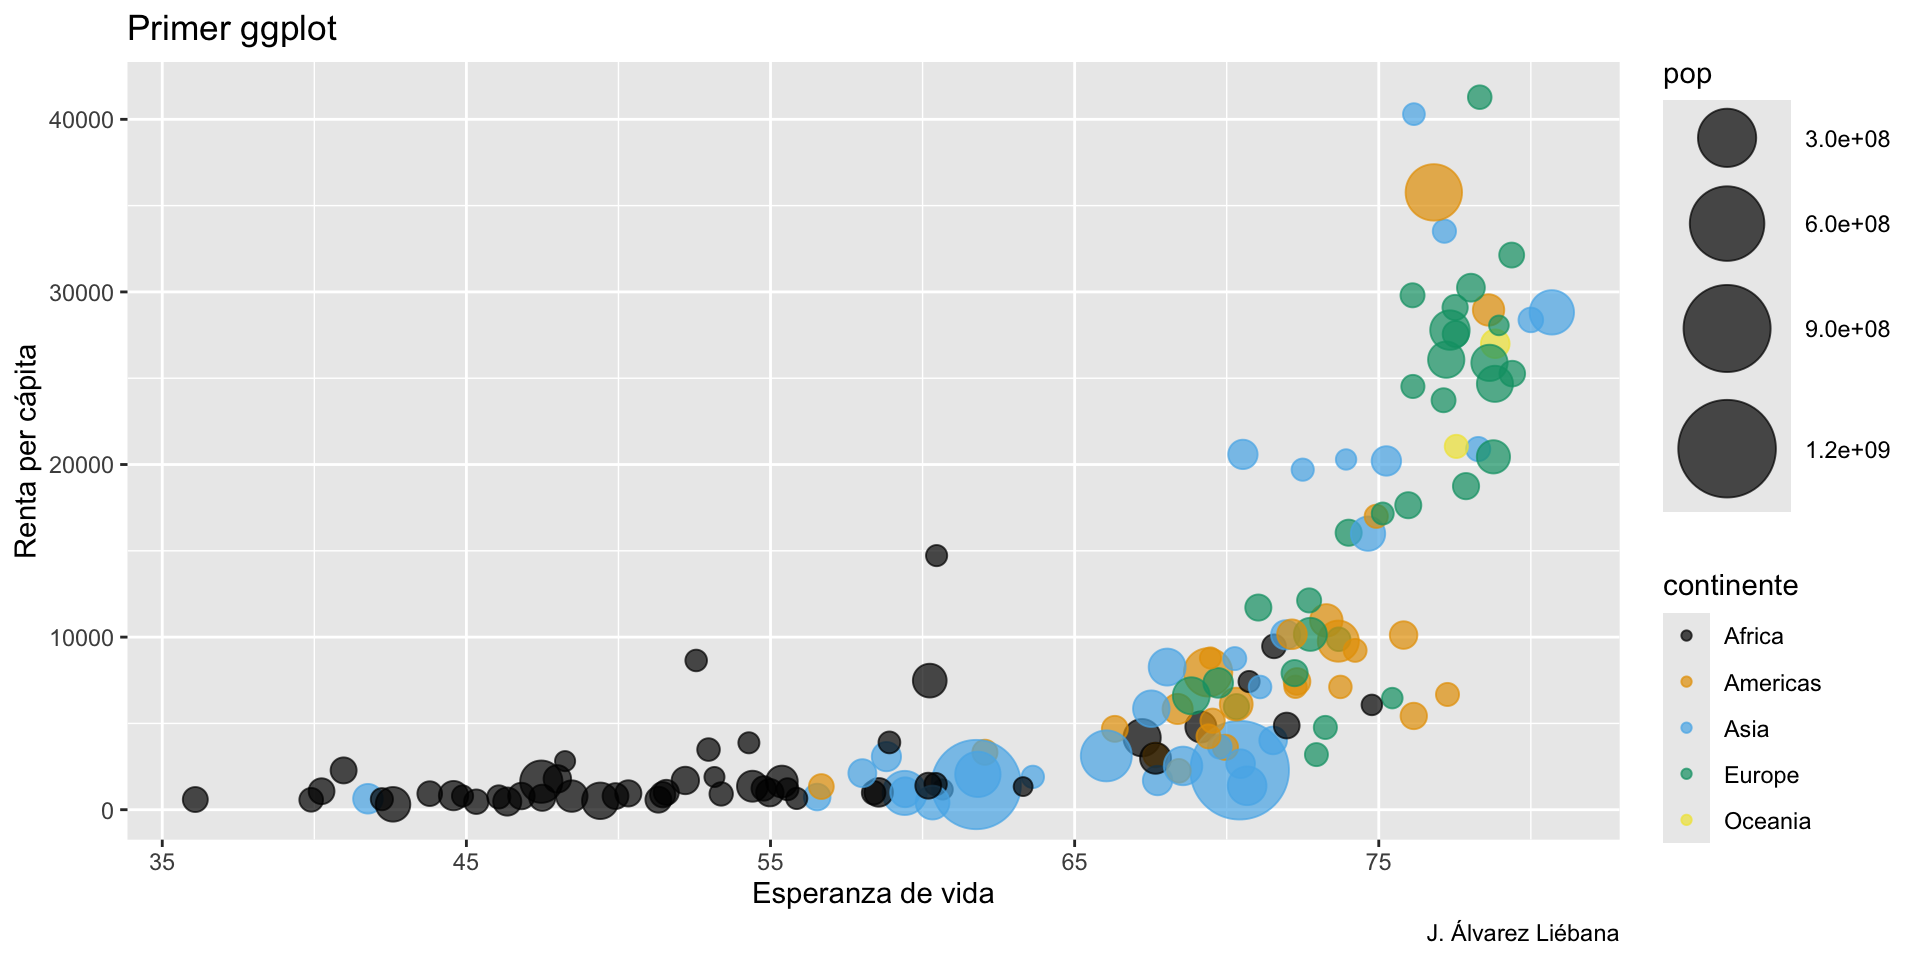 Primer ggplot
Renta per cápita
40000
30000
20000
10000
0
35 45 55 65 75
Esperanza de vida
J. Álvarez Liébana
pop
3.0e+08
6.0e+08
9.0e+08
1.2e+09
continente
Africa
Americas
Asia
Europe
Oceania